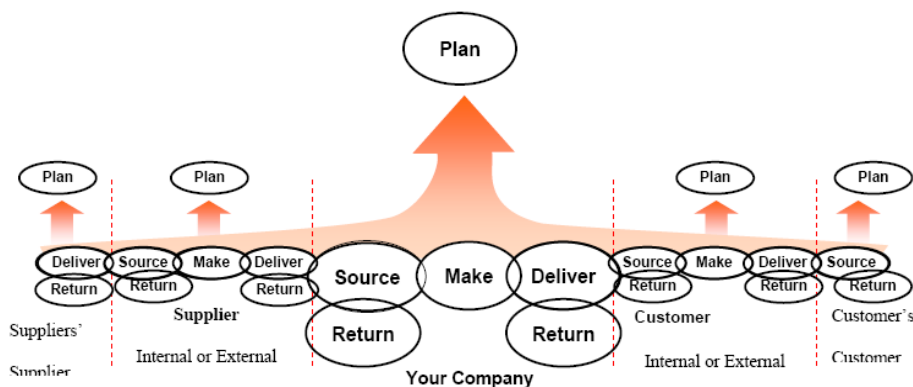 Plan
Plan Plan Plan Plan
Deliver Source Make Deliver Source Make Deliver Source Make Deliver Source
Return Return Return Return Return Return Return Return
Suppliers’ Supplier Customer Customer’s
Supplier Internal or External Internal or External Customer
Your Company